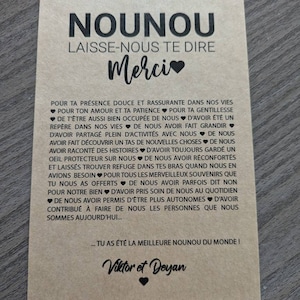 NOUNOU
LAISSE-NOUS TE DIRE
Merci♥
POUR TA PRÉSENCE DOUCE ET RASSURANTE DANS NOS VIES
♥ POUR TON AMOUR ET TA PATIENCE ♥ POUR TA GENTILLESSE
♥ DE T'ÊTRE AUSSI BIEN OCCUPÉE DE NOUS ♥ D'AVOIR ÉTÉ UN
REPÈRE DANS NOS VIES ♥ DE NOUS AVOIR FAIT GRANDIR ♥
D'AVOIR PARTAGÉ PLEIN D'ACTIVITÉS AVEC NOUS ♥ DE NOUS
AVOIR FAIT DÉCOUVRIR UN TAS DE NOUVELLES CHOSES ♥ DE NOUS
AVOIR RACONTÉ DES HISTOIRES ♥ D'AVOIR TOUJOURS GARDÉ UN
OEIL PROTECTEUR SUR NOUS ♥ DE NOUS AVOIR RÉCONFORTÉS
ET LAISSÉS TROUVER REFUGE DANS TES BRAS QUAND NOUS EN
AVIONS BESOIN ♥ POUR TOUS LES MERVEILLEUX SOUVENIRS QUE
TU NOUS AS OFFERTS ♥ DE NOUS AVOIR PARFOIS DIT NON
POUR NOTRE BIEN ♥ D'AVOIR PRIS SOIN DE NOUS AU QUOTIDIEN
♥ DE NOUS AVOIR PERMIS D'ÊTRE PLUS AUTONOMES ♥ D'AVOIR
CONTRIBUÉ À FAIRE DE NOUS LES PERSONNES QUE NOUS
SOMMES AUJOURD'HUI...
...TU AS ÉTÉ LA MEILLEURE NOUNOU DU MONDE !
Viktor et Deyan
♥